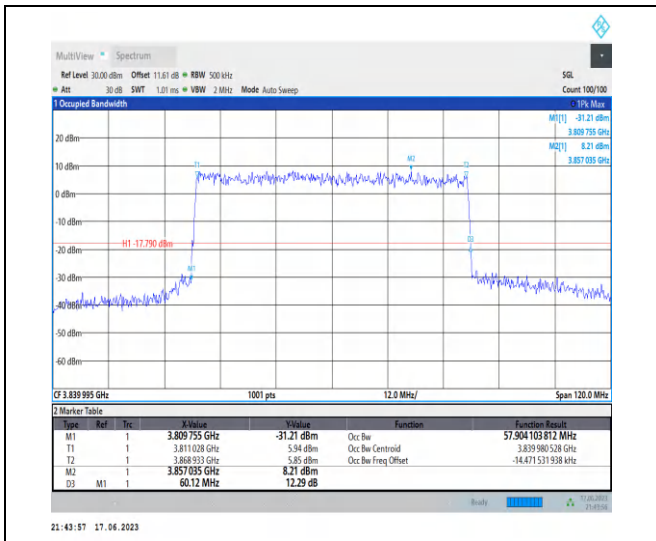 MultiView Spectrum
Ref Level 30.00 dBm Offset 11.61 dB RBW 500 kHz SGL
Att 30 dB SWT 1.01 ms VBW 2 MHz Mode Auto Sweep Count 100/100
1 Occupied Bandwidth 1Pk Max
M1[1] -31.21 dBm
3.809 755 GHz
M2[1] 8.21 dBm
3.857 035 GHz
20 dBm
M2
T1
T2
10 dBm
0 dBm
-10 dBm
H1 -17.790 dBm
D3
-20 dBm
M1
-30 dBm
-40 dBm
-50 dBm
-60 dBm
CF 3.839 995 GHz 1001 pts 12.0 MHz/ Span 120.0 MHz
2 Marker Table
Type Ref Trc X-Value Y-Value Function Function Result
M1 1 3.809 755 GHz -31.21 dBm Occ Bw 57.904 103 812 MHz
T1 1 3.811 028 GHz 5.94 dBm Occ Bw Centroid 3.839 980 528 GHz
T2 1 3.868 933 GHz 5.85 dBm Occ Bw Freq Offset -14.471 531 938 kHz
M2 1 3.857 035 GHz 8.21 dBm
D3 M1 1 60.12 MHz 12.29 dB
Ready 17.06.2023
21:43:56
21:43:57 17.06.2023